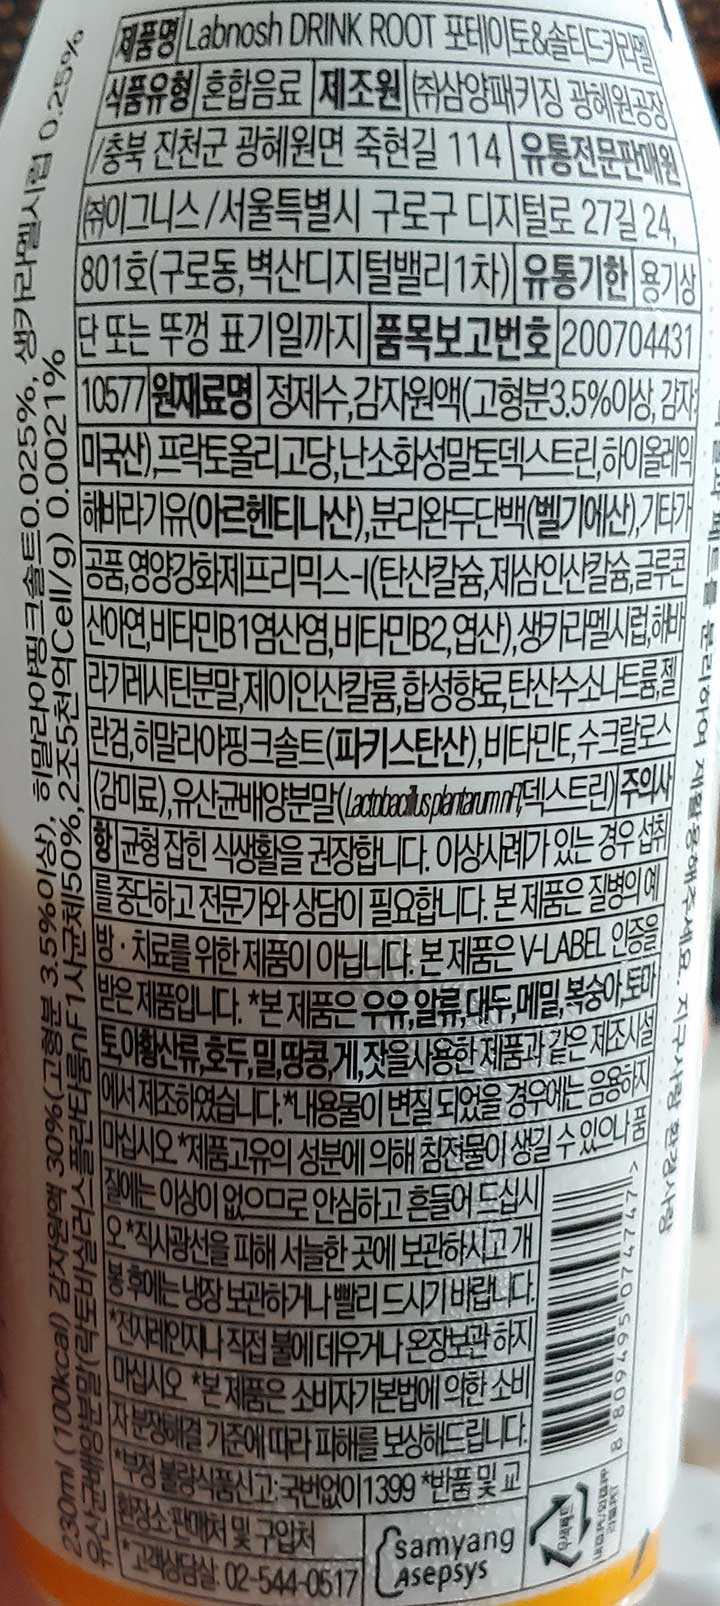 제품명 Labnosh DRINK ROOT 포테이토&솔티드카라멜
식품유형 혼합음료 제조원 (주)삼양패키징 광혜원공장
/충북 진천군 광혜원면 죽현길 114 유통전문판매원
(주)이그니스/서울특별시 구로구 디지털로 27길 24,
801호(구로동,벽산디지털밸리1차) 유통기한 용기상
단 또는 뚜껑 표기일까지 품목보고번호 200704431
10577 원재료명 정제수,감자원액(고형분3.5%이상, 감자:
미국산),프락토올리고당,난소화성말토덱스트린,하이올레익
해바라기유(아르헨티나산),분리완두단백(벨기에산),기타가
공품,영양강화제프리믹스-I(탄산칼슘,제삼인산칼슘,글루콘
산아연,비타민B1염산염,비타민B2,엽산),생카라멜시럽,해바
라기레시틴분말,제이인산칼륨,합성향료,탄산수소나트륨,젤
란검,히말라야핑크솔트(파키스탄산),비타민E,수크랄로스
(감미료),유산균배양분말(Lactobacillus plantarum nF1,덱스트린) 주의사
항 균형 잡힌 식생활을 권장합니다. 이상사례가 있는 경우 섭취
를 중단하고 전문가와 상담이 필요합니다. 본 제품은 질병의 예
방·치료를 위한 제품이 아닙니다. 본 제품은 V-LABEL 인증을
받은 제품입니다. *본 제품은 우유,알류,대두,메밀,복숭아,토마
토,아황산류,호두,밀,땅콩,게,잣을사용한 제품과 같은 제조시설
에서 제조하였습니다.*내용물이 변질 되었을 경우에는 음용하지
마십시오 *제품고유의 성분에 의해 침전물이 생길 수 있으나 품
질에는 이상이 없으므로 안심하고 흔들어 드십시
오 *직사광선을 피해 서늘한 곳에 보관하시고 개
봉 후에는 냉장 보관하거나 빨리 드시기 바랍니다.
*전자레인지나 직접 불에 데우거나 온장보관 하지
마십시오 *본 제품은 소비자기본법에 의한 소비
자 분쟁해결 기준에 따라 피해를 보상해드립니다.
*부정 불량식품신고:국번없이1399 *반품 및 교
환장소:판매처 및 구입처
*고객상담실: 02-544-0517
samyang
Asepsys
8 809495 074747 >
무색페트
230ml (100kcal) 감자원액 30%(고형분 3.5%이상), 히말라야핑크솔트0.025%, 생카라멜시럽 0.25%
유산균배양분말(락토바실러스플란타룸nF1사균체50%, 2조5천억Cell/g) 0.0021%
분리하여 재활용해주세요. 지구사랑 환경사랑